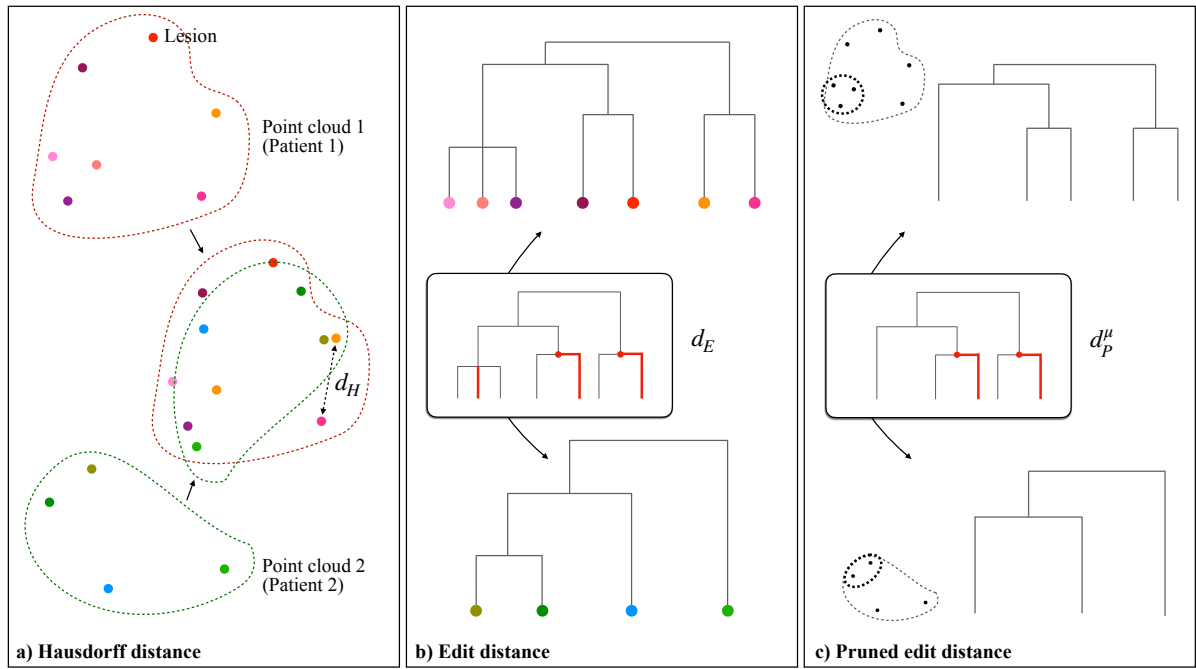 Lesion
Point cloud 1
(Patient 1)
d_H
Point cloud 2
(Patient 2)
a) Hausdorff distance
d_E
b) Edit distance
d_P^μ
c) Pruned edit distance